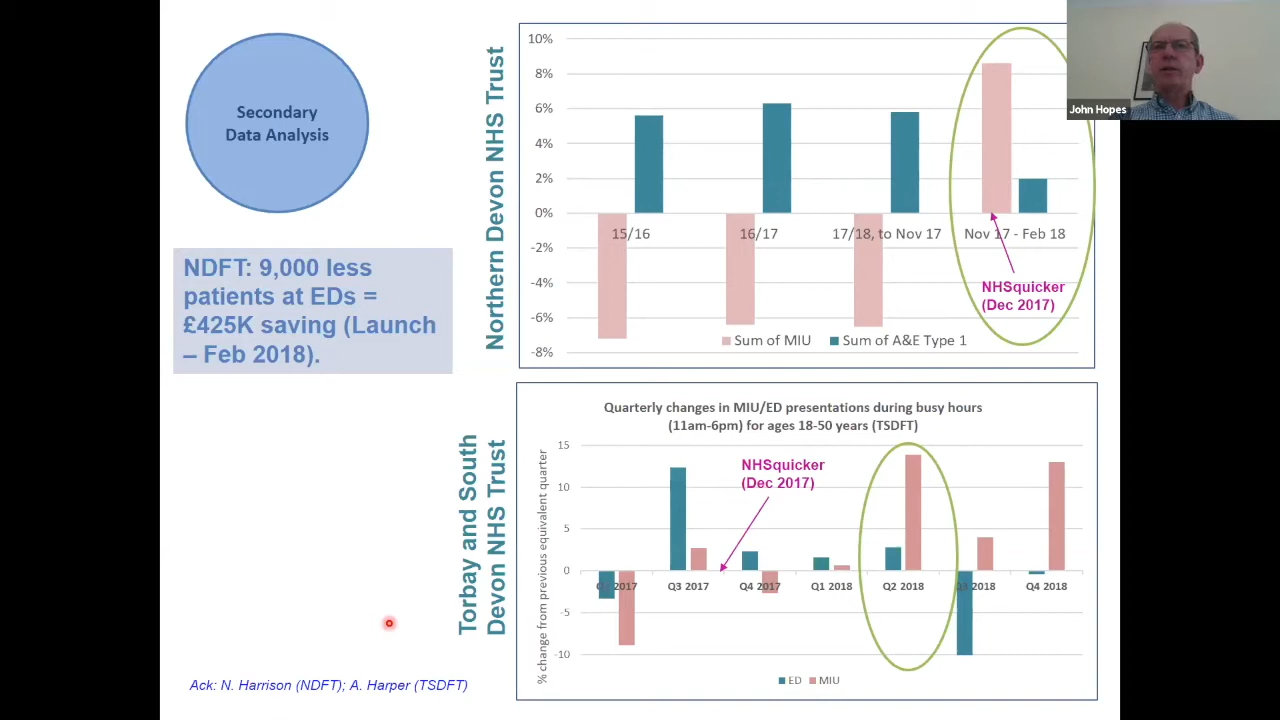 Secondary
Data Analysis
NDFT: 9,000 less
patients at EDs =
£425K saving (Launch
– Feb 2018).
Northern Devon NHS Trust
10%
8%
6%
4%
2%
0%
-2%
-4%
-6%
-8%
15/16
16/17
17/18, to Nov 17
Nov 17 - Feb 18
NHSquicker
(Dec 2017)
Sum of MIU
Sum of A&E Type 1
John Hopes
Torbay and South
Devon NHS Trust
Quarterly changes in MIU/ED presentations during busy hours
(11am-6pm) for ages 18-50 years (TSDFT)
% change from previous equivalent quarter
15
10
5
0
-5
-10
NHSquicker
(Dec 2017)
2017
Q3 2017
Q4 2017
Q1 2018
Q2 2018
Q3 2018
Q4 2018
ED
MIU
Ack: N. Harrison (NDFT); A. Harper (TSDFT)